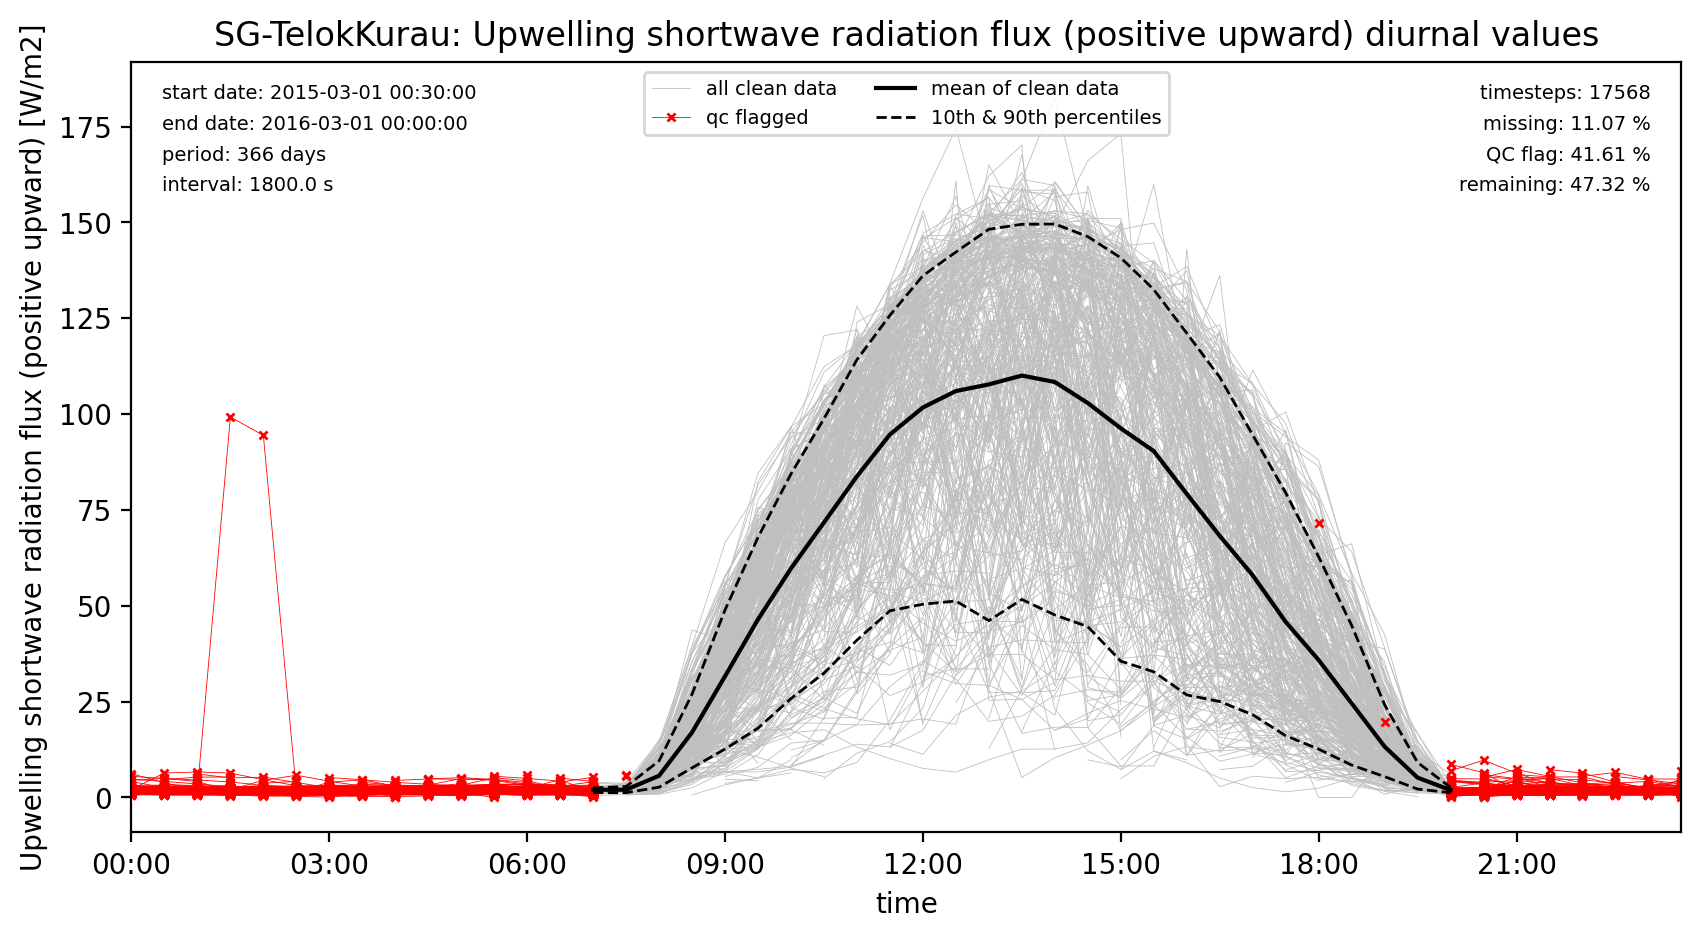 SG-TelokKurau: Upwelling shortwave radiation flux (positive upward) diurnal values
Upwelling shortwave radiation flux (positive upward) [W/m2]
start date: 2015-03-01 00:30:00
end date: 2016-03-01 00:00:00
period: 366 days
interval: 1800.0 s
all clean data
qc flagged
mean of clean data
10th & 90th percentiles
timesteps: 17568
missing: 11.07 %
QC flag: 41.61 %
remaining: 47.32 %
175
150
125
100
75
50
25
0
00:00 03:00 06:00 09:00 12:00 15:00 18:00 21:00
time